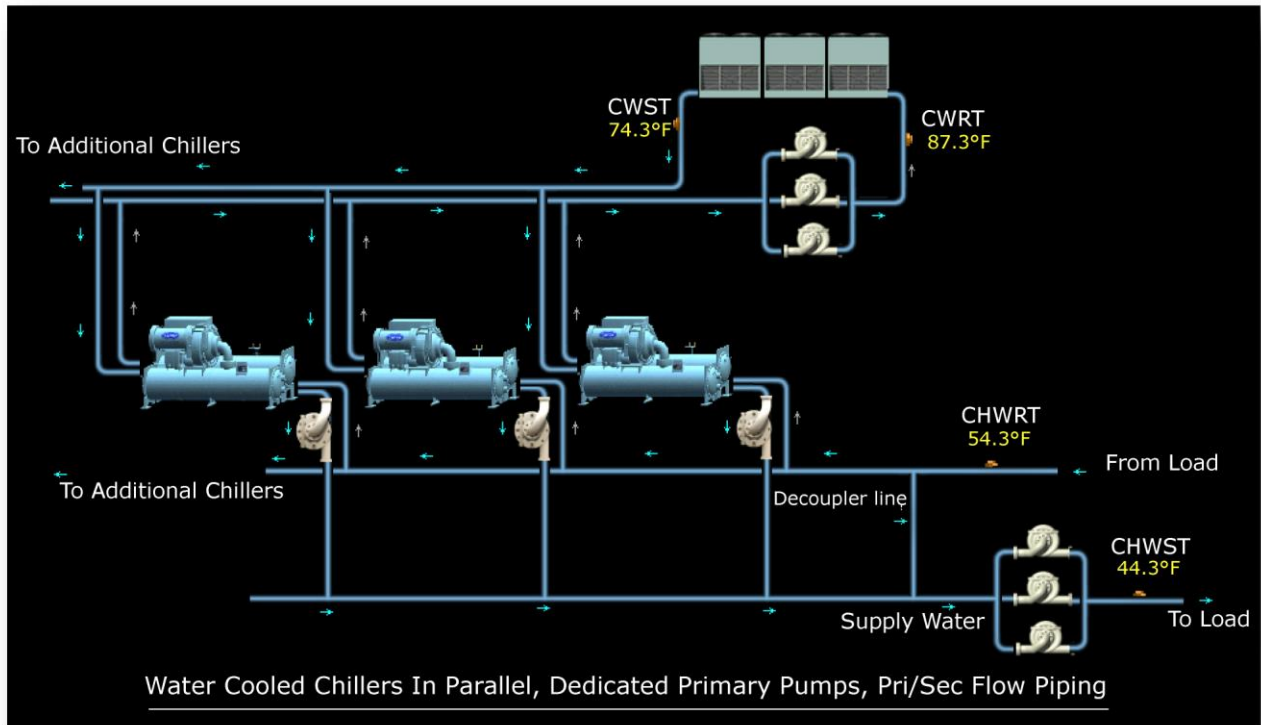 CWST
74.3°F
CWRT
87.3°F
To Additional Chillers
CHWRT
54.3°F
From Load
To Additional Chillers
Decoupler line
CHWST
44.3°F
Supply Water
To Load
Water Cooled Chillers In Parallel, Dedicated Primary Pumps, Pri/Sec Flow Piping